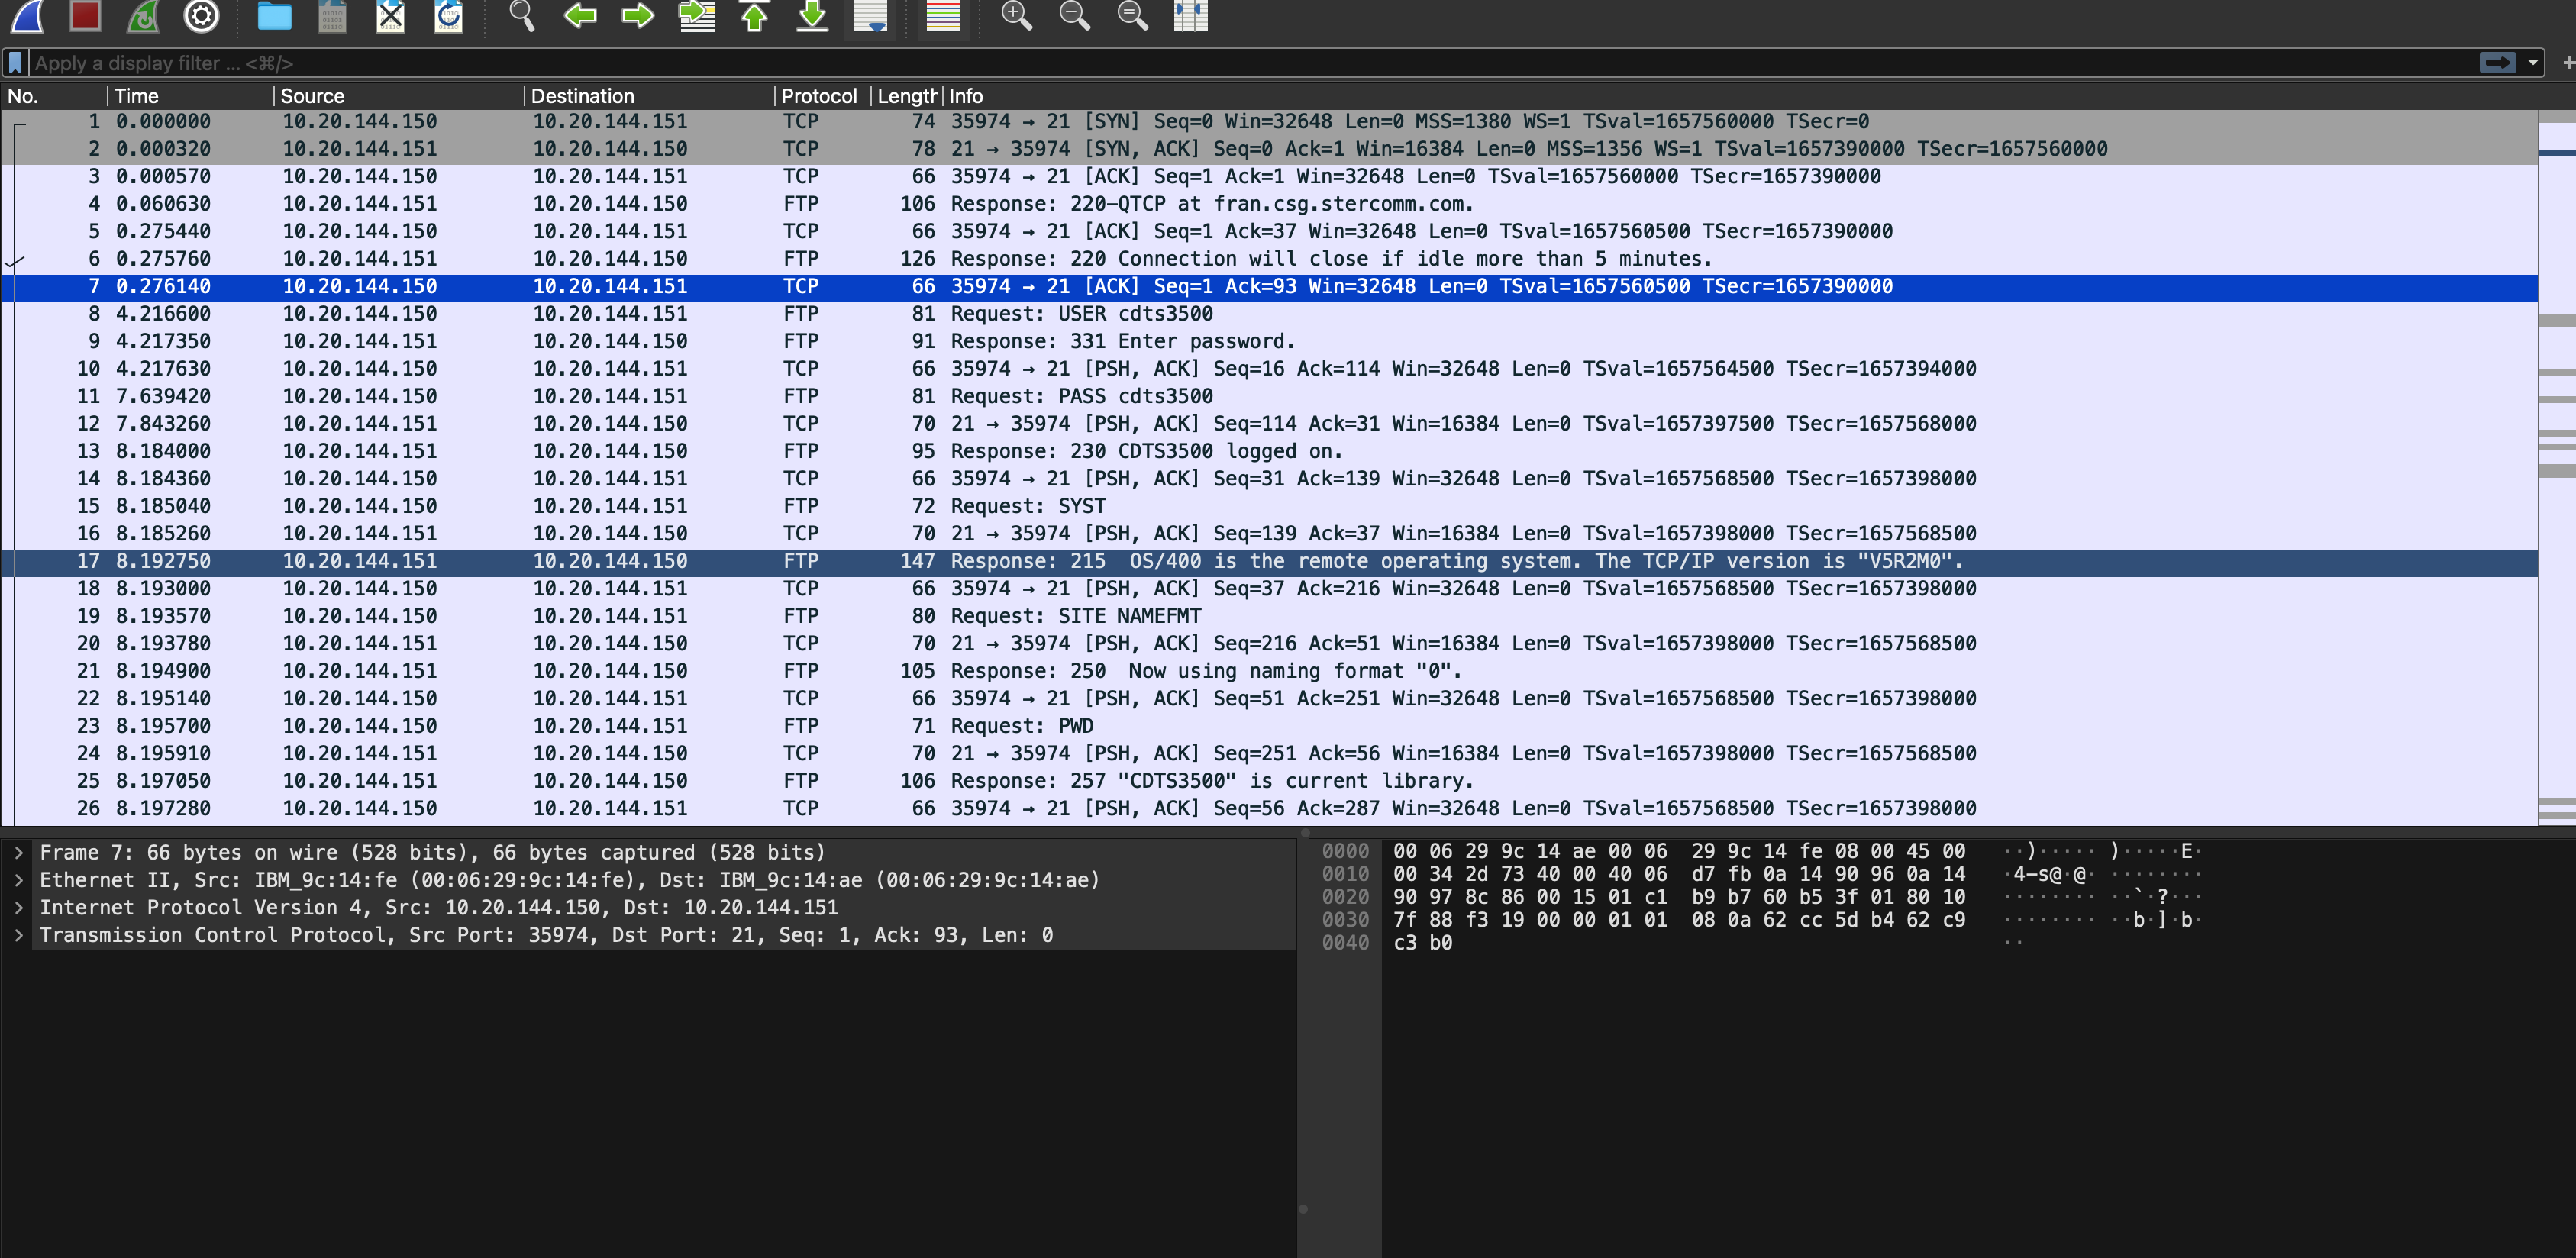 Apply a display filter ... <⌘/>
No. Time Source Destination Protocol Length Info
1 0.000000 10.20.144.150 10.20.144.151 TCP 74 35974 → 21 [SYN] Seq=0 Win=32648 Len=0 MSS=1380 WS=1 TSval=1657560000 TSecr=0
2 0.000320 10.20.144.151 10.20.144.150 TCP 78 21 → 35974 [SYN, ACK] Seq=0 Ack=1 Win=16384 Len=0 MSS=1356 WS=1 TSval=1657390000 TSecr=1657560000
3 0.000570 10.20.144.150 10.20.144.151 TCP 66 35974 → 21 [ACK] Seq=1 Ack=1 Win=32648 Len=0 TSval=1657560000 TSecr=1657390000
4 0.060630 10.20.144.151 10.20.144.150 FTP 106 Response: 220-QTCP at fran.csg.stercomm.com.
5 0.275440 10.20.144.150 10.20.144.151 TCP 66 35974 → 21 [ACK] Seq=1 Ack=37 Win=32648 Len=0 TSval=1657560500 TSecr=1657390000
6 0.275760 10.20.144.151 10.20.144.150 FTP 126 Response: 220 Connection will close if idle more than 5 minutes.
7 0.276140 10.20.144.150 10.20.144.151 TCP 66 35974 → 21 [ACK] Seq=1 Ack=93 Win=32648 Len=0 TSval=1657560500 TSecr=1657390000
8 4.216600 10.20.144.150 10.20.144.151 FTP 81 Request: USER cdts3500
9 4.217350 10.20.144.151 10.20.144.150 FTP 91 Response: 331 Enter password.
10 4.217630 10.20.144.150 10.20.144.151 TCP 66 35974 → 21 [PSH, ACK] Seq=16 Ack=114 Win=32648 Len=0 TSval=1657564500 TSecr=1657394000
11 7.639420 10.20.144.150 10.20.144.151 FTP 81 Request: PASS cdts3500
12 7.843260 10.20.144.151 10.20.144.150 TCP 70 21 → 35974 [PSH, ACK] Seq=114 Ack=31 Win=16384 Len=0 TSval=1657397500 TSecr=1657568000
13 8.184000 10.20.144.151 10.20.144.150 FTP 95 Response: 230 CDTS3500 logged on.
14 8.184360 10.20.144.150 10.20.144.151 TCP 66 35974 → 21 [PSH, ACK] Seq=31 Ack=139 Win=32648 Len=0 TSval=1657568500 TSecr=1657398000
15 8.185040 10.20.144.150 10.20.144.151 FTP 72 Request: SYST
16 8.185260 10.20.144.151 10.20.144.150 TCP 70 21 → 35974 [PSH, ACK] Seq=139 Ack=37 Win=16384 Len=0 TSval=1657398000 TSecr=1657568500
17 8.192750 10.20.144.151 10.20.144.150 FTP 147 Response: 215  OS/400 is the remote operating system. The TCP/IP version is "V5R2M0".
18 8.193000 10.20.144.150 10.20.144.151 TCP 66 35974 → 21 [PSH, ACK] Seq=37 Ack=216 Win=32648 Len=0 TSval=1657568500 TSecr=1657398000
19 8.193570 10.20.144.150 10.20.144.151 FTP 80 Request: SITE NAMEFMT
20 8.193780 10.20.144.151 10.20.144.150 TCP 70 21 → 35974 [PSH, ACK] Seq=216 Ack=51 Win=16384 Len=0 TSval=1657398000 TSecr=1657568500
21 8.194900 10.20.144.151 10.20.144.150 FTP 105 Response: 250  Now using naming format "0".
22 8.195140 10.20.144.150 10.20.144.151 TCP 66 35974 → 21 [PSH, ACK] Seq=51 Ack=251 Win=32648 Len=0 TSval=1657568500 TSecr=1657398000
23 8.195700 10.20.144.150 10.20.144.151 FTP 71 Request: PWD
24 8.195910 10.20.144.151 10.20.144.150 TCP 70 21 → 35974 [PSH, ACK] Seq=251 Ack=56 Win=16384 Len=0 TSval=1657398000 TSecr=1657568500
25 8.197050 10.20.144.151 10.20.144.150 FTP 106 Response: 257 "CDTS3500" is current library.
26 8.197280 10.20.144.150 10.20.144.151 TCP 66 35974 → 21 [PSH, ACK] Seq=56 Ack=287 Win=32648 Len=0 TSval=1657568500 TSecr=1657398000
Frame 7: 66 bytes on wire (528 bits), 66 bytes captured (528 bits)
Ethernet II, Src: IBM_9c:14:fe (00:06:29:9c:14:fe), Dst: IBM_9c:14:ae (00:06:29:9c:14:ae)
Internet Protocol Version 4, Src: 10.20.144.150, Dst: 10.20.144.151
Transmission Control Protocol, Src Port: 35974, Dst Port: 21, Seq: 1, Ack: 93, Len: 0
0000 00 06 29 9c 14 ae 00 06 29 9c 14 fe 08 00 45 00 ··)····· )·····E·
0010 00 34 2d 73 40 00 40 06 d7 fb 0a 14 90 96 0a 14 ·4-s@·@· ········
0020 90 97 8c 86 00 15 01 c1 b9 b7 60 b5 3f 01 80 10 ········ ··`·?···
0030 7f 88 f3 19 00 00 01 01 08 0a 62 cc 5d b4 62 c9 ········ ··b·]·b·
0040 c3 b0 ··